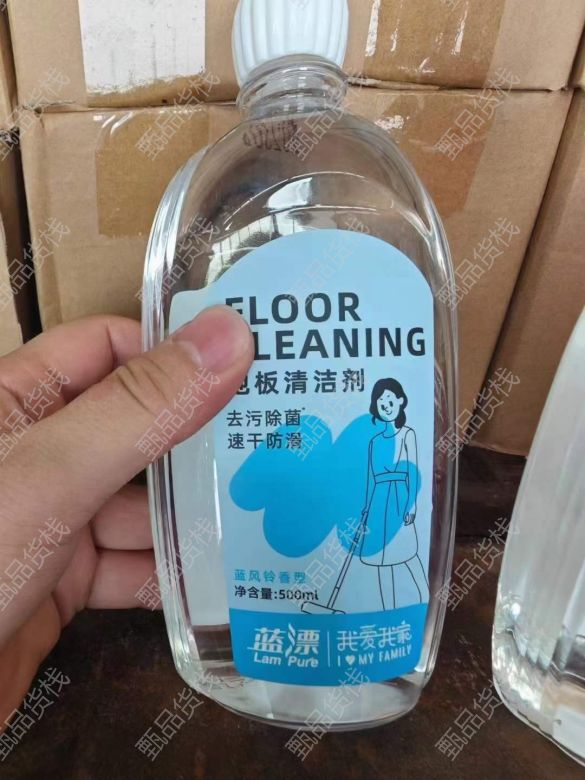 FLOOR
CLEANING
地板清洁剂
去污除菌*
速干防滑
蓝风铃香型
净含量:500ml
蓝漂 我爱我家
Lam Pure I ♥ MY FAMILY
甄品货栈